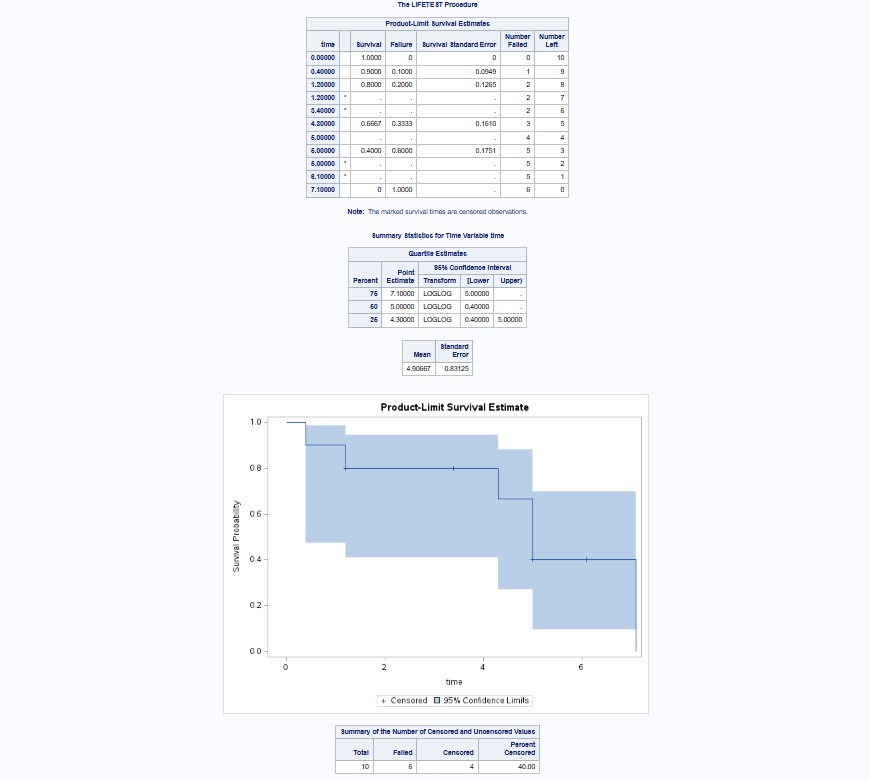 The LIFETEST Procedure
Product-Limit Survival Estimates
time Survival Failure Survival Standard Error Number Failed Number Left
0.00000 1.0000 0 0 0 10
0.40000 0.9000 0.1000 0.0949 1 9
1.20000 0.8000 0.2000 0.1265 2 8
1.20000 * . . . 2 7
3.40000 * . . . 2 6
4.30000 0.6667 0.3333 0.1610 3 5
5.00000 . . . 4 4
5.00000 0.4000 0.6000 0.1751 5 3
5.00000 * . . . 5 2
6.10000 * . . . 5 1
7.10000 0 1.0000 . 6 0
Note: The marked survival times are censored observations.
Summary Statistics for Time Variable time
Quartile Estimates
Percent Point Estimate 95% Confidence Interval
Transform [Lower Upper)
75 7.10000 LOGLOG 5.00000 .
50 5.00000 LOGLOG 0.40000 .
25 4.30000 LOGLOG 0.40000 5.00000
Mean Standard Error
4.90667 0.83125
Product-Limit Survival Estimate
1.0
0.8
0.6
0.4
0.2
0.0
Survival Probability
0 2 4 6
time
+ Censored 95% Confidence Limits
Summary of the Number of Censored and Uncensored Values
Total Failed Censored Percent Censored
10 6 4 40.00